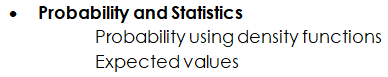 • Probability and Statistics
Probability using density functions
Expected values